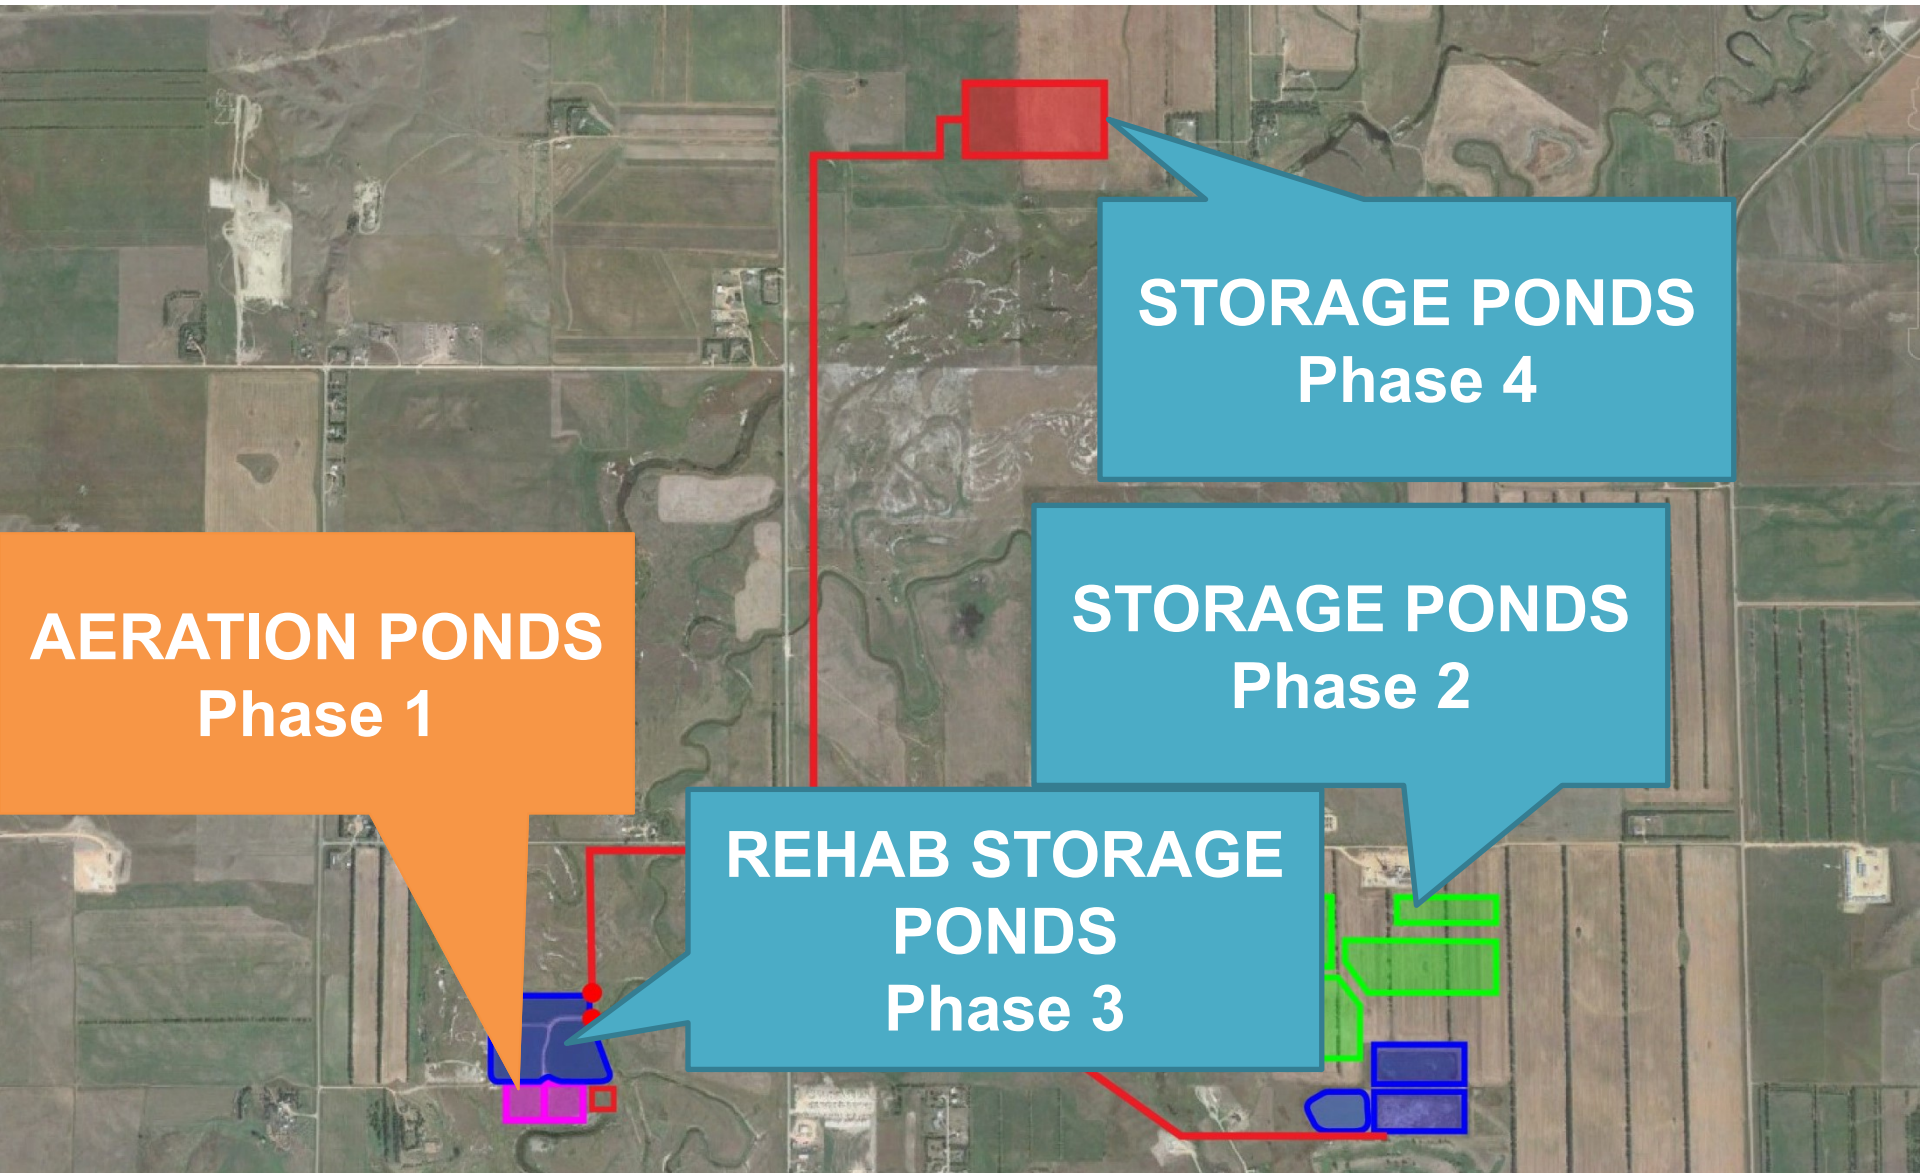 STORAGE PONDS
Phase 4
STORAGE PONDS
Phase 2
AERATION PONDS
Phase 1
REHAB STORAGE
PONDS
Phase 3